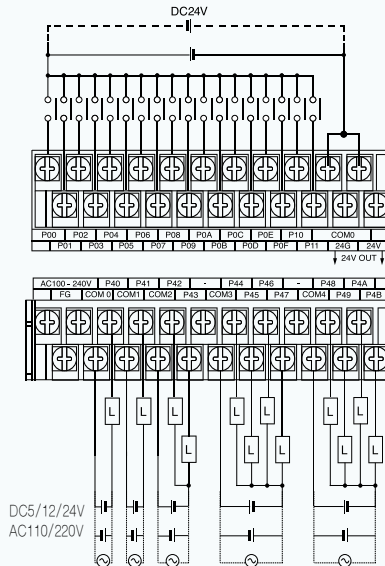 DC24V
P00 P02 P04 P06 P08 P0A P0C P0E P10 COM0
P01 P03 P05 P07 P09 P0B P0D P0F P11 24G 24V
24V OUT
AC100-240V P40 P41 P42 - P44 P46 - P48 P4A
FG COM 0 COM1 COM2 P43 COM3 P45 P47 COM4 P49 P4B
L L L L L
L L L L L
DC5/12/24V
AC110/220V